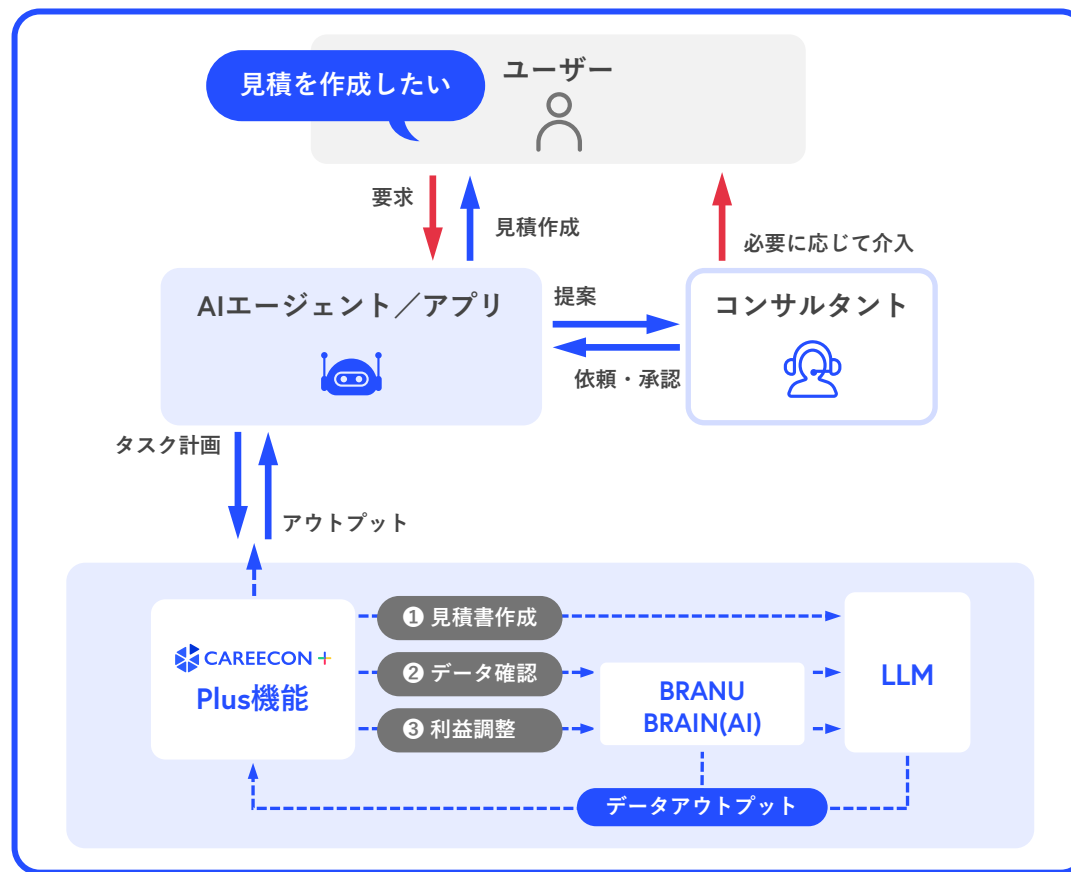 ユーザー
見積を作成したい
要求
見積作成
必要に応じて介入
AIエージェント／アプリ
提案
コンサルタント
依頼・承認
タスク計画
アウトプット
❶ 見積書作成
CAREECON +
Plus機能
❷ データ確認
BRANU
BRAIN(AI)
LLM
❸ 利益調整
データアウトプット